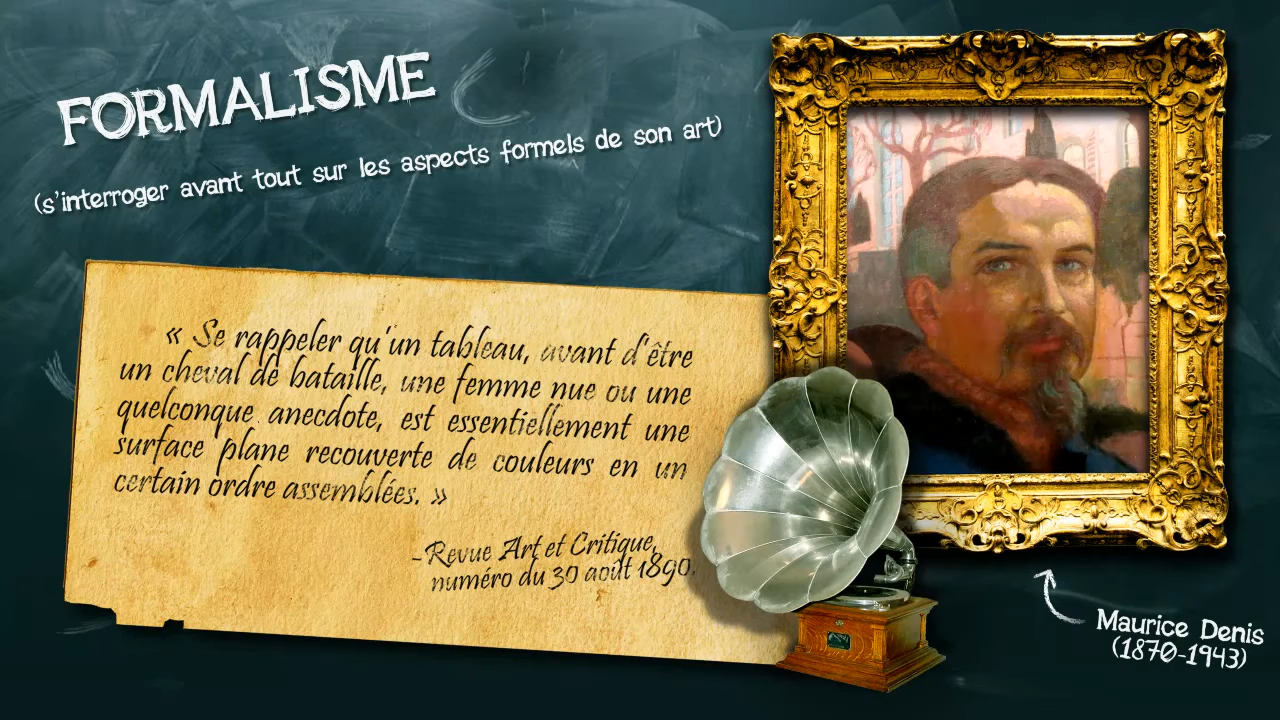 FORMALISME
(s'interroger avant tout sur les aspects formels de son art)
« Se rappeler qu'un tableau, avant d'être
un cheval de bataille, une femme nue ou une
quelconque anecdote, est essentiellement une
surface plane recouverte de couleurs en un
certain ordre assemblées. »
-Revue Art et Critique,
numéro du 30 août 1890.
Maurice Denis
(1870-1943)